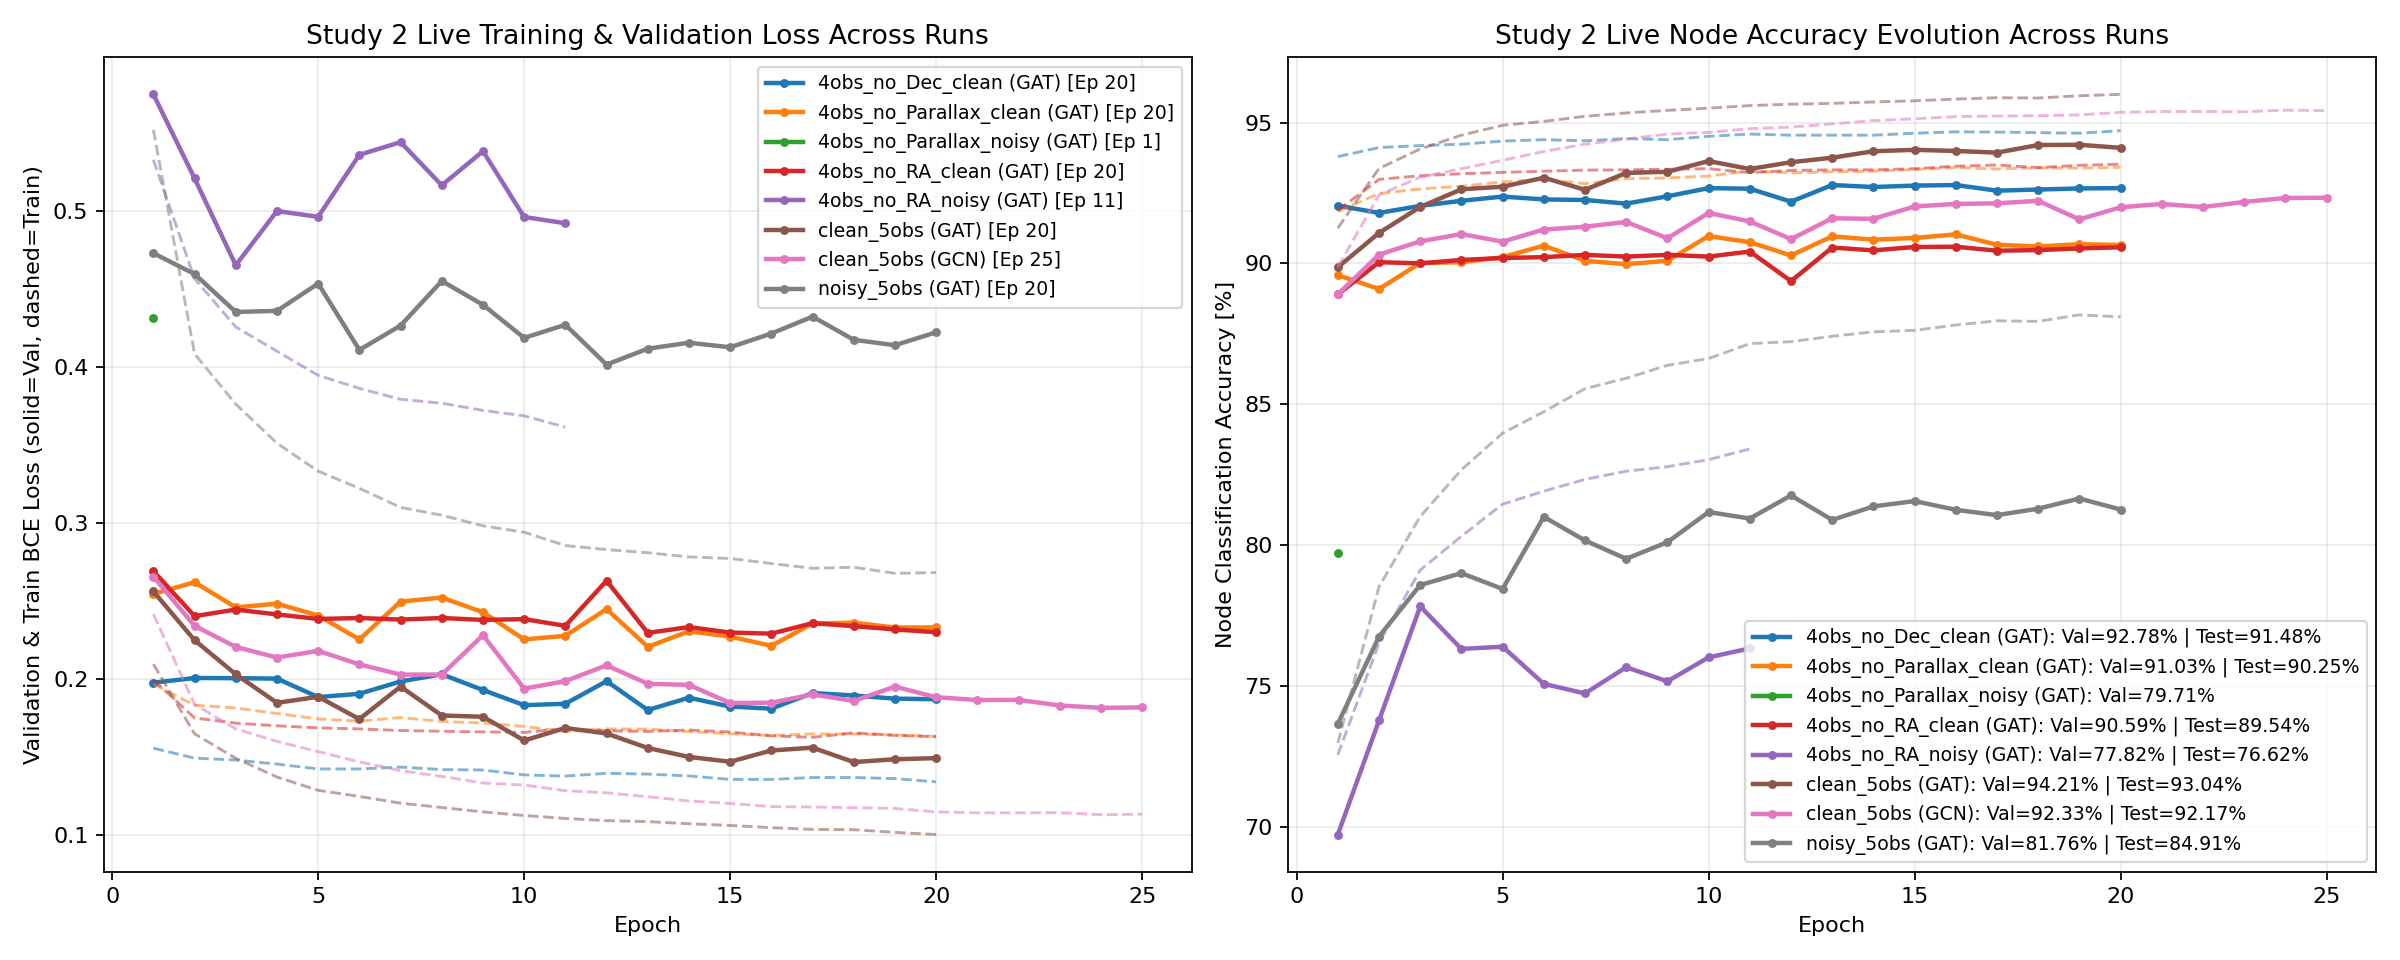 Study 2 Live Training & Validation Loss Across Runs
Validation & Train BCE Loss (solid=Val, dashed=Train)
0.5
0.4
0.3
0.2
0.1
4obs_no_Dec_clean (GAT) [Ep 20]
4obs_no_Parallax_clean (GAT) [Ep 20]
4obs_no_Parallax_noisy (GAT) [Ep 1]
4obs_no_RA_clean (GAT) [Ep 20]
4obs_no_RA_noisy (GAT) [Ep 11]
clean_5obs (GAT) [Ep 20]
clean_5obs (GCN) [Ep 25]
noisy_5obs (GAT) [Ep 20]
0 5 10 15 20 25
Epoch
Study 2 Live Node Accuracy Evolution Across Runs
Node Classification Accuracy [%]
95
90
85
80
75
70
4obs_no_Dec_clean (GAT): Val=92.78% | Test=91.48%
4obs_no_Parallax_clean (GAT): Val=91.03% | Test=90.25%
4obs_no_Parallax_noisy (GAT): Val=79.71%
4obs_no_RA_clean (GAT): Val=90.59% | Test=89.54%
4obs_no_RA_noisy (GAT): Val=77.82% | Test=76.62%
clean_5obs (GAT): Val=94.21% | Test=93.04%
clean_5obs (GCN): Val=92.33% | Test=92.17%
noisy_5obs (GAT): Val=81.76% | Test=84.91%
0 5 10 15 20 25
Epoch